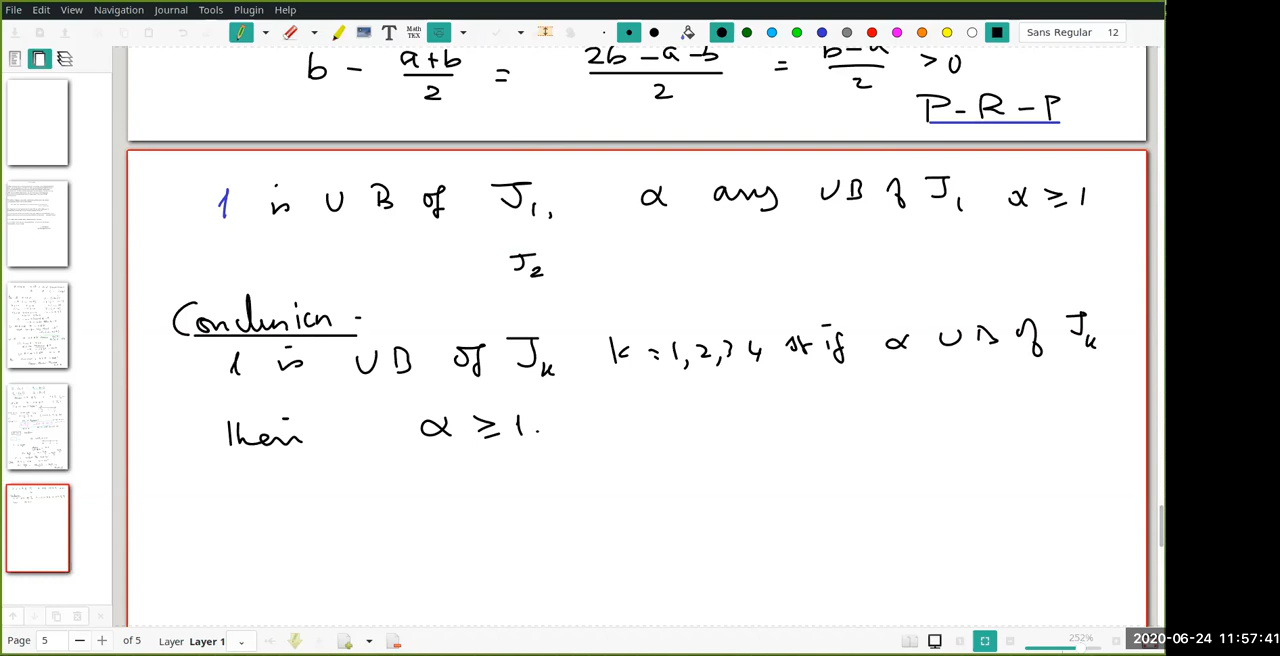 File Edit View Navigation Journal Tools Plugin Help
Math TEX
Sans Regular 12
b - (a+b)/2 = (2b-a-b)/2 = (b-a)/2 > 0
P-R-P
1 is UB of J₁, α any UB of J₁ α ≥ 1
J₂
Conclusion.
1 is UB of Jₖ k = 1,2,3 4 st if α UB of Jₖ
then α ≥ 1.
Page 5 of 5 Layer Layer 1 252%
2020-06-24 11:57:41